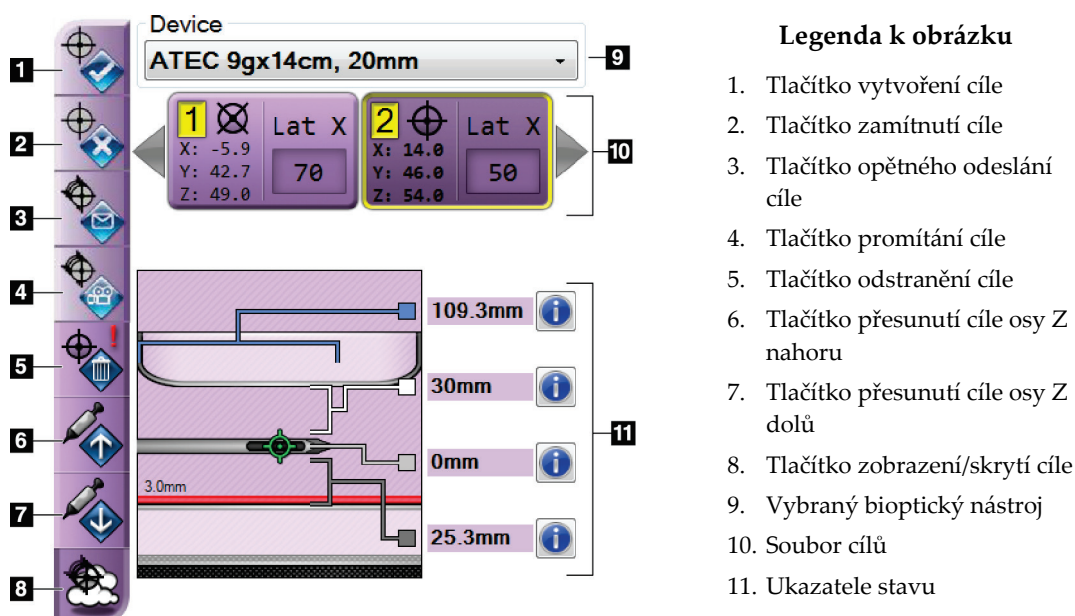 Device
ATEC 9gx14cm, 20mm
1
2
3
4
5
6
7
8
9
10
11
1
X: -5.9
Y: 42.7
Z: 49.0
Lat X
70
2
X: 14.0
Y: 46.0
Z: 54.0
Lat X
50
109.3mm
30mm
0mm
3.0mm
25.3mm
Legenda k obrázku
1. Tlačítko vytvoření cíle
2. Tlačítko zamítnutí cíle
3. Tlačítko opětného odeslání
cíle
4. Tlačítko promítání cíle
5. Tlačítko odstranění cíle
6. Tlačítko přesunutí cíle osy Z
nahoru
7. Tlačítko přesunutí cíle osy Z
dolů
8. Tlačítko zobrazení/skrytí cíle
9. Vybraný bioptický nástroj
10. Soubor cílů
11. Ukazatele stavu